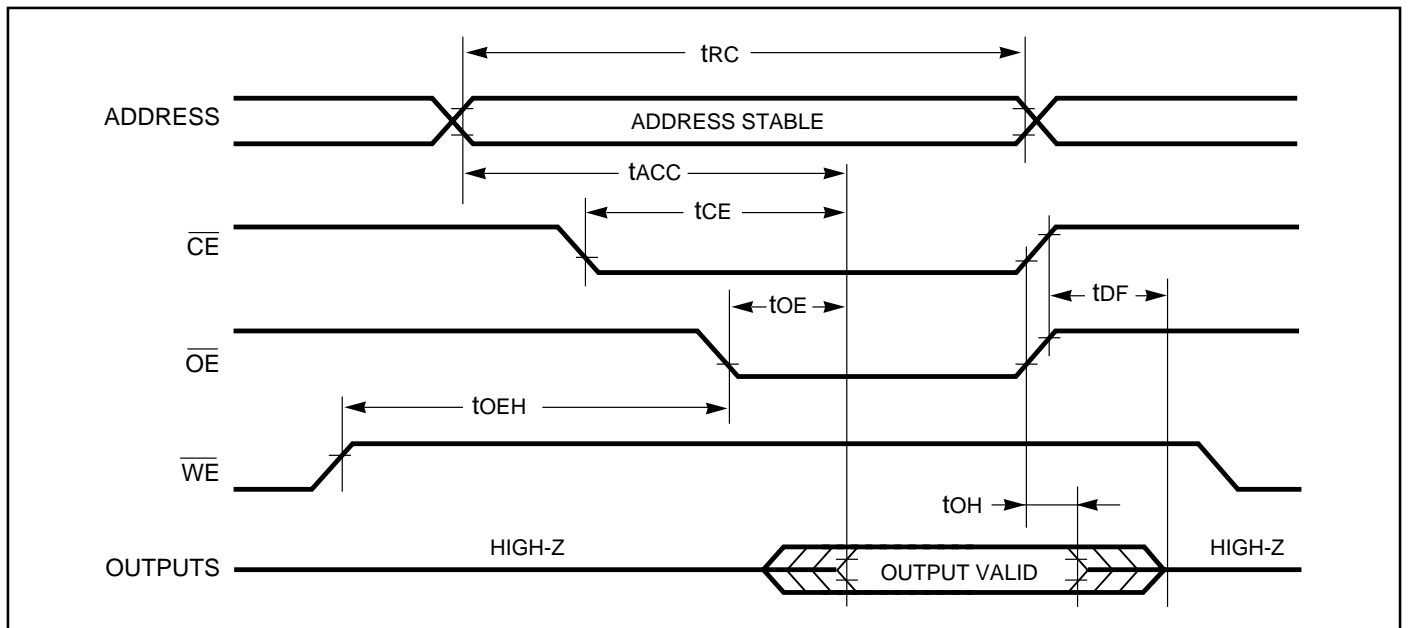 tRC
ADDRESS
ADDRESS STABLE
tACC
tCE
CE
tOE
tDF
OE
tOEH
WE
tOH
HIGH-Z
HIGH-Z
OUTPUTS
OUTPUT VALID